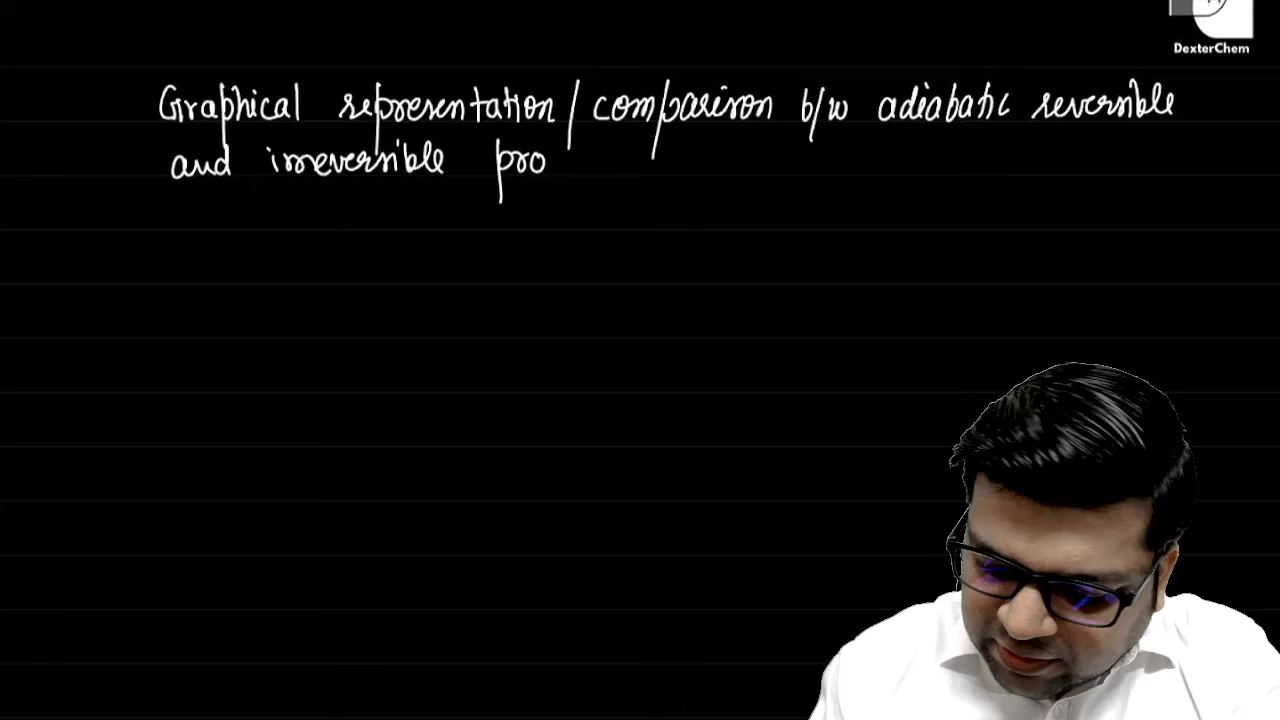 DexterChem
Graphical representation/comparison b/w adiabatic reversible
and irreversible pro